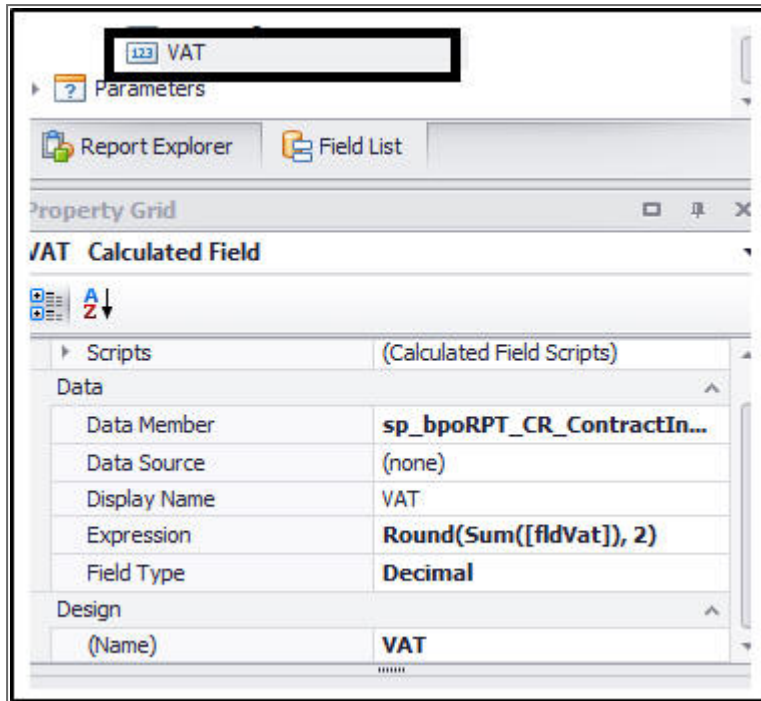 123 VAT
? Parameters
Report Explorer Field List
Property Grid
VAT Calculated Field
A
Z
Scripts (Calculated Field Scripts)
Data
Data Member sp_bpoRPT_CR_ContractIn...
Data Source (none)
Display Name VAT
Expression Round(Sum([fldVat]), 2)
Field Type Decimal
Design
(Name) VAT